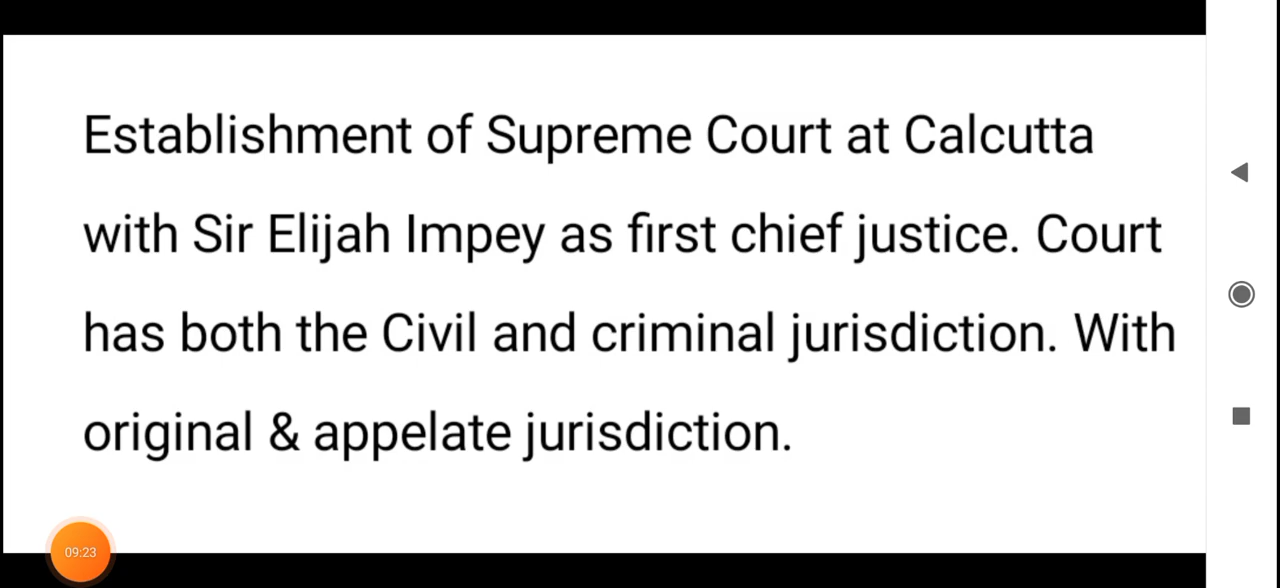 Establishment of Supreme Court at Calcutta
with Sir Elijah Impey as first chief justice. Court
has both the Civil and criminal jurisdiction. With
original & appelate jurisdiction.
09:23